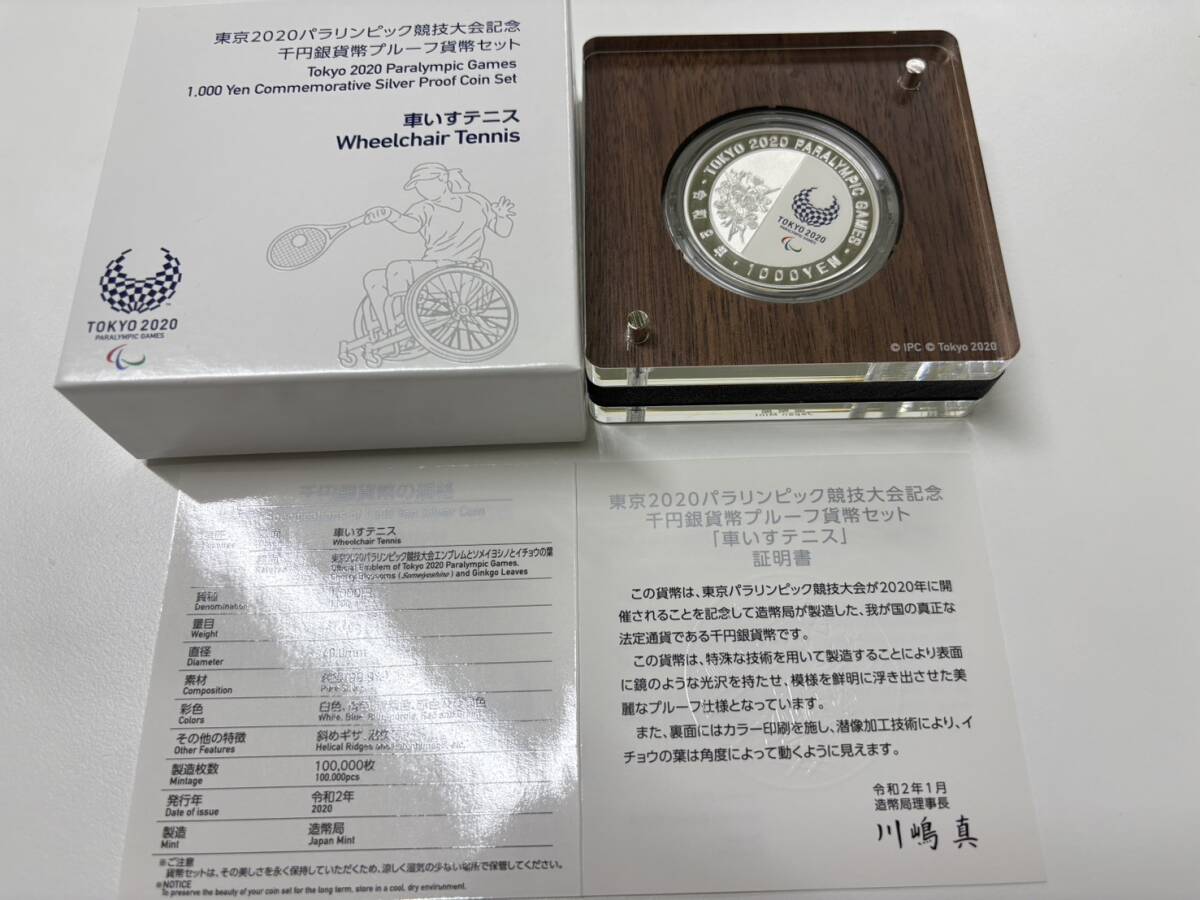 東京2020パラリンピック競技大会記念
千円銀貨幣プルーフ貨幣セット
Tokyo 2020 Paralympic Games
1,000 Yen Commemorative Silver Proof Coin Set
車いすテニス
Wheelchair Tennis
TOKYO 2020
PARALYMPIC GAMES
TOKYO 2020 PARALYMPIC GAMES
TOKYO 2020
PARALYMPIC GAMES
1000YEN
© IPC © Tokyo 2020
千円銀貨幣の
車いすテニス
Wheelchair Tennis
東京2020パラリンピック競技大会エンブレムとソメイヨシノとイチョウの葉
Official Emblem of Tokyo 2020 Paralympic Games,
Cherry Blossoms (Someiyoshino) and Ginkgo Leaves
貨種
Denomination
量目
Weight
直径
Diameter
素材
Composition
彩色
Colors
白色、
White, Blue,
その他の特徴 斜めギザ、
Other Features Helical Ridges
製造枚数 100,000枚
Mintage 100,000pcs
発行年 令和2年
Date of issue 2020
製造 造幣局
Mint Japan Mint
※ご注意
貨幣セットは、その美しさを永く保持していただくため、涼しく湿気の少ない場所で保管してください。
※NOTICE
To preserve the beauty of your coin set for the long term, store in a cool, dry environment.
東京2020パラリンピック競技大会記念
千円銀貨幣プルーフ貨幣セット
「車いすテニス」
証明書
この貨幣は、東京パラリンピック競技大会が2020年に開
催されることを記念して造幣局が製造した、我が国の真正な
法定通貨である千円銀貨幣です。
この貨幣は、特殊な技術を用いて製造することにより表面
に鏡のような光沢を持たせ、模様を鮮明に浮き出させた美
麗なプルーフ仕様となっています。
また、裏面にはカラー印刷を施し、潜像加工技術により、イ
チョウの葉は角度によって動くように見えます。
令和2年1月
造幣局理事長
川嶋 真